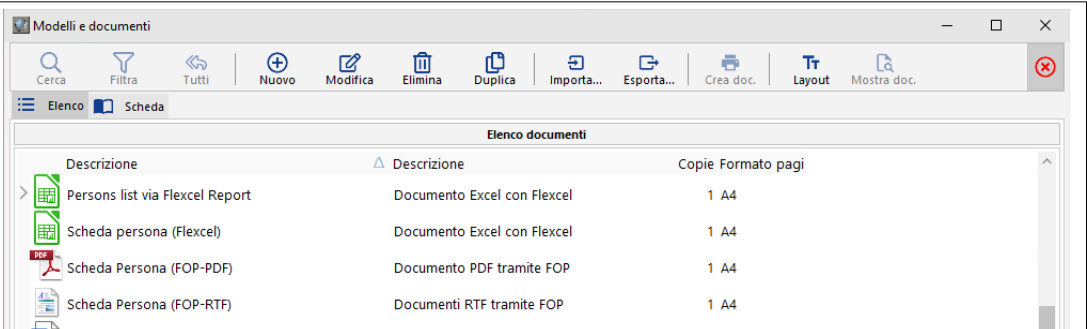 Modelli e documenti
Cerca Filtra Tutti Nuovo Modifica Elimina Duplica Importa... Esporta... Crea doc. Layout Mostra doc.
Elenco Scheda
Elenco documenti
Descrizione Descrizione Copie Formato pagi
Persons list via Flexcel Report Documento Excel con Flexcel 1 A4
Scheda persona (Flexcel) Documento Excel con Flexcel 1 A4
PDF Scheda Persona (FOP-PDF) Documento PDF tramite FOP 1 A4
Scheda Persona (FOP-RTF) Documenti RTF tramite FOP 1 A4